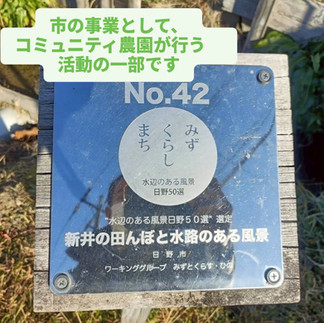 市の事業として、
コミュニティ農園が行う
活動の一部です
No.42
みず
くらし
まち
水辺のある風景
日野50選
"水辺のある風景日野５０選"選定
新井の田んぼと水路のある風景
日野市
ワーキンググループ みずとくらす・ひの